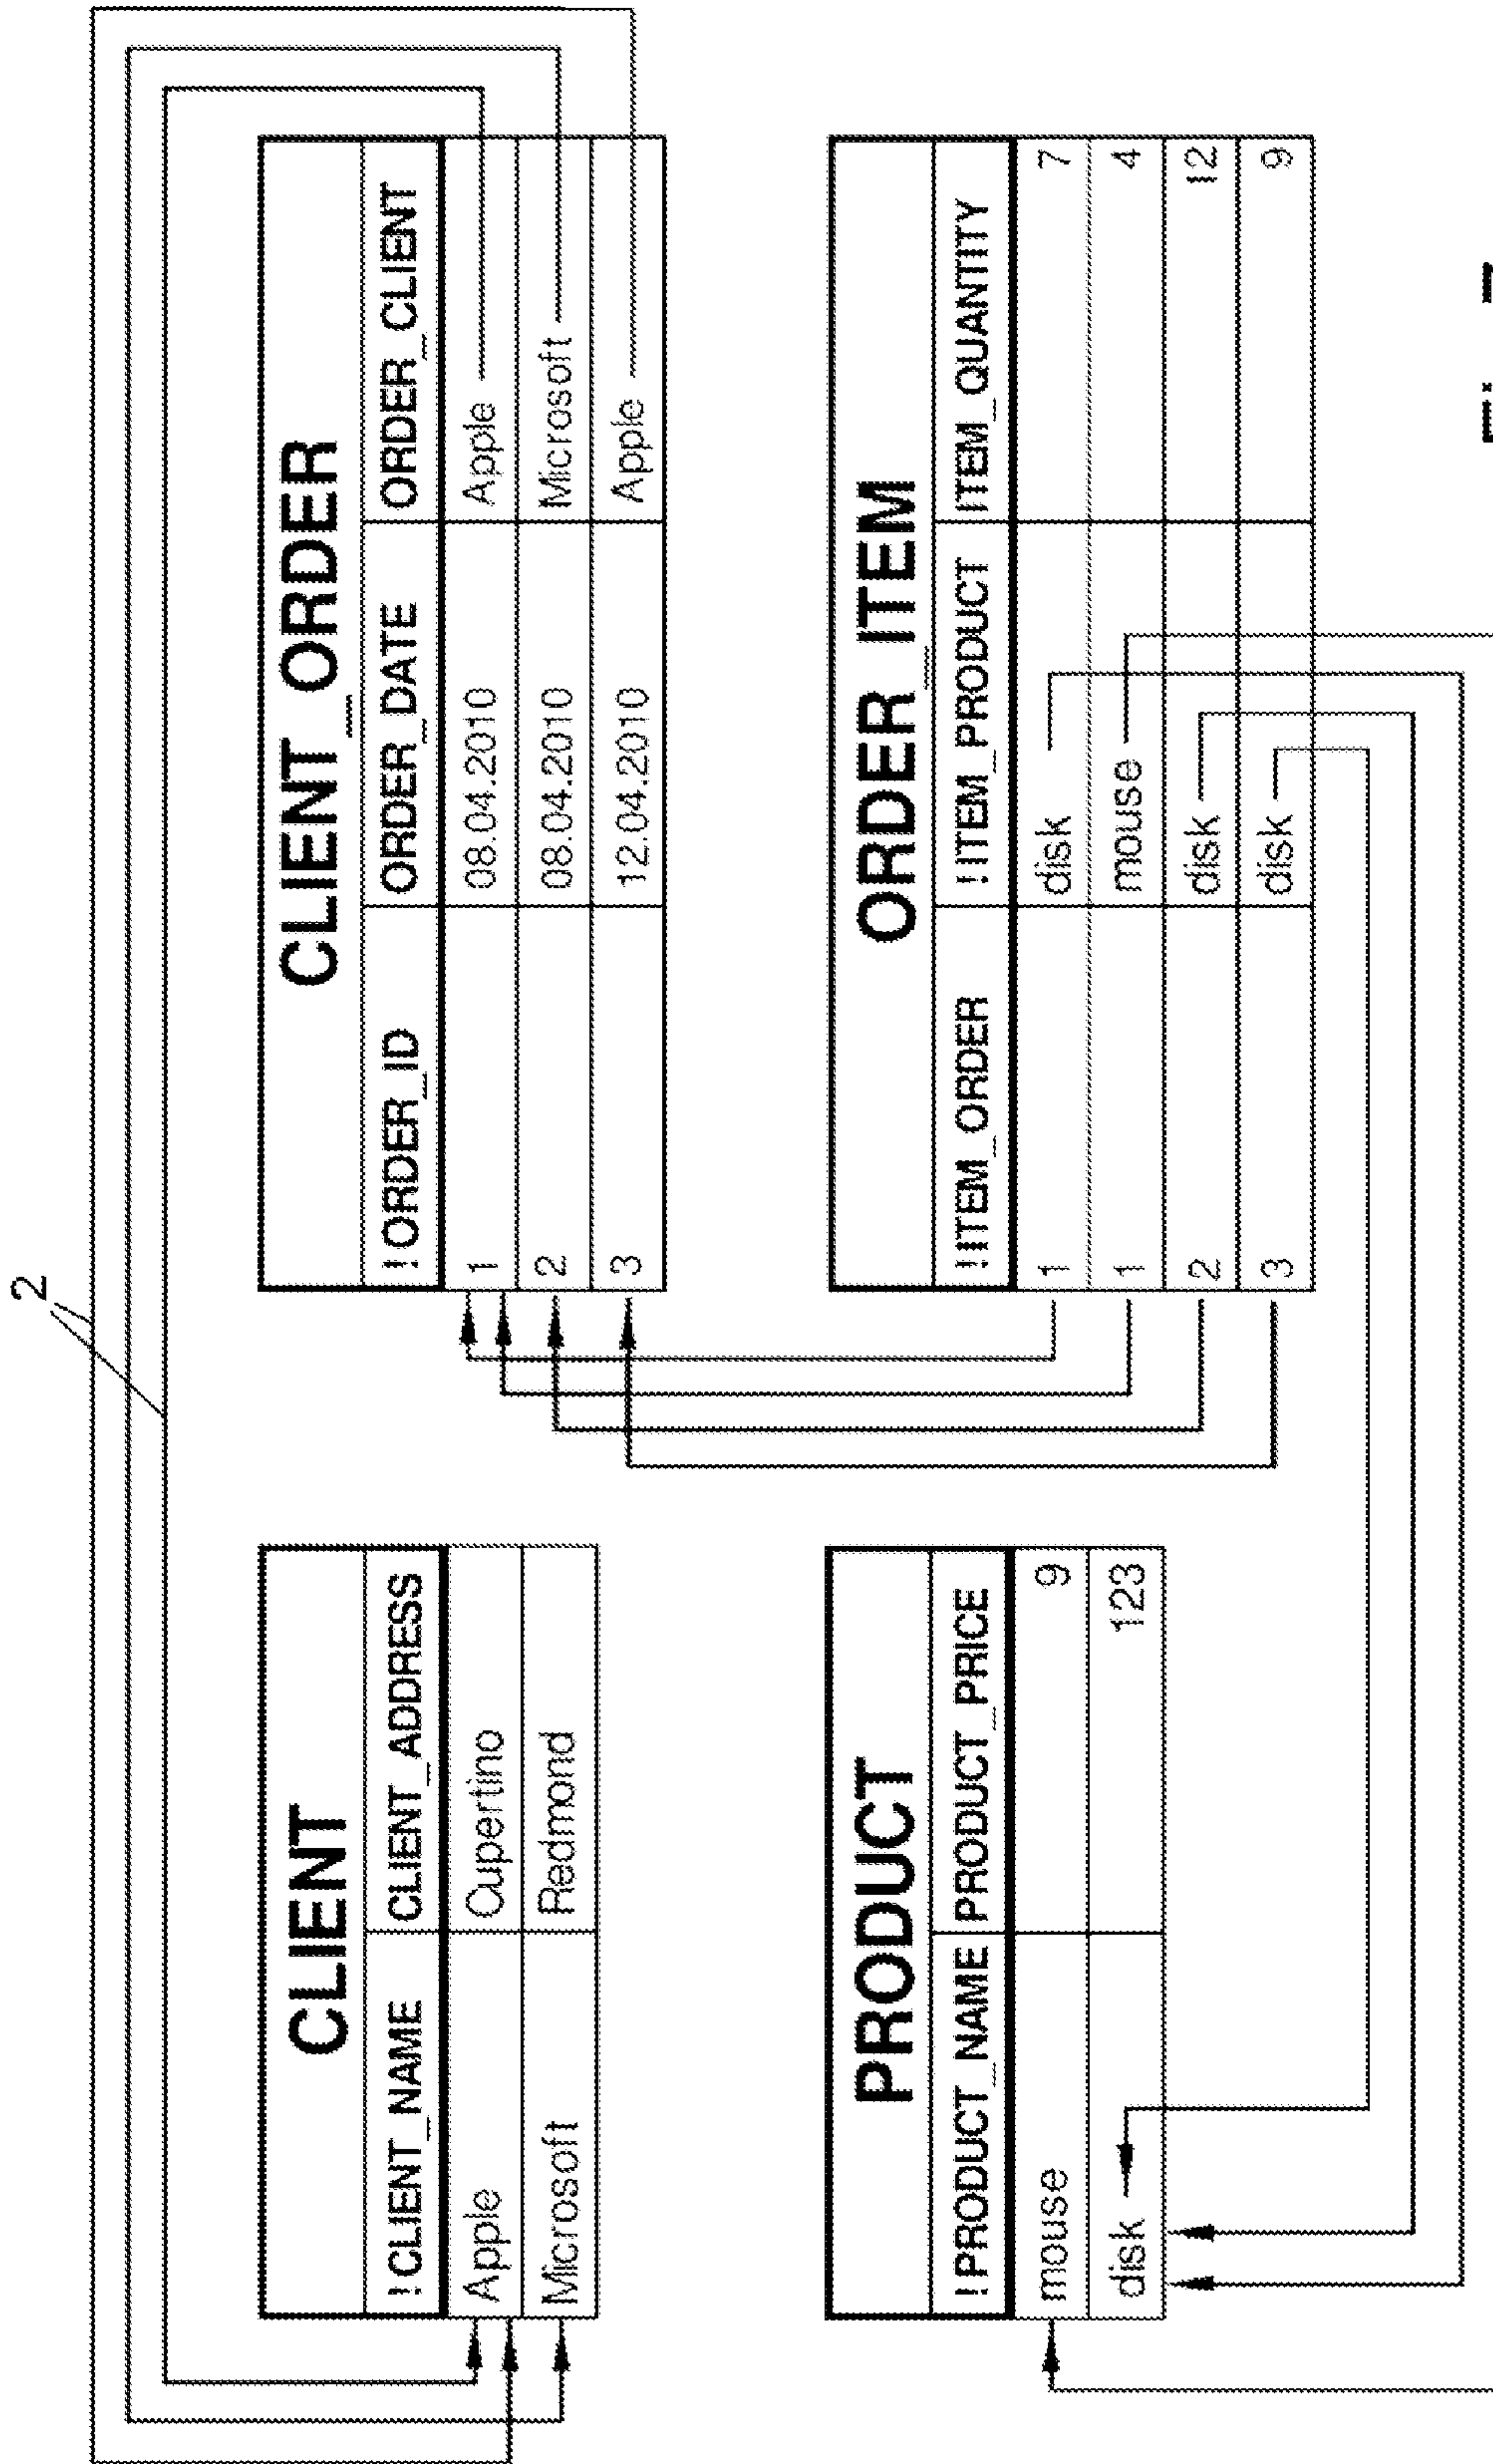 2
CLIENT
!CLIENT_NAME CLIENT_ADDRESS
Apple Cupertino
Microsoft Redmond
CLIENT_ORDER
!ORDER_ID ORDER_DATE ORDER_CLIENT
1 08.04.2010 Apple
2 08.04.2010 Microsoft
3 12.04.2010 Apple
PRODUCT
!PRODUCT_NAME PRODUCT_PRICE
mouse 9
disk 123
ORDER_ITEM
!ITEM_ORDER !ITEM_PRODUCT ITEM_QUANTITY
1 disk 7
1 mouse 4
2 disk 12
3 disk 9